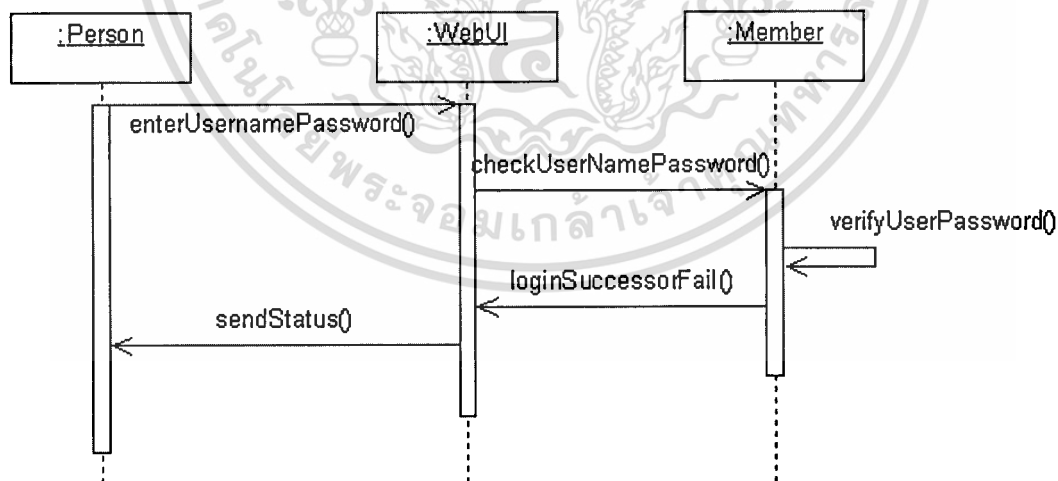 :Person
:WebUI
:Member
enterUsernamePassword()
checkUserNamePassword()
verifyUserPassword()
loginSuccessorFail()
sendStatus()